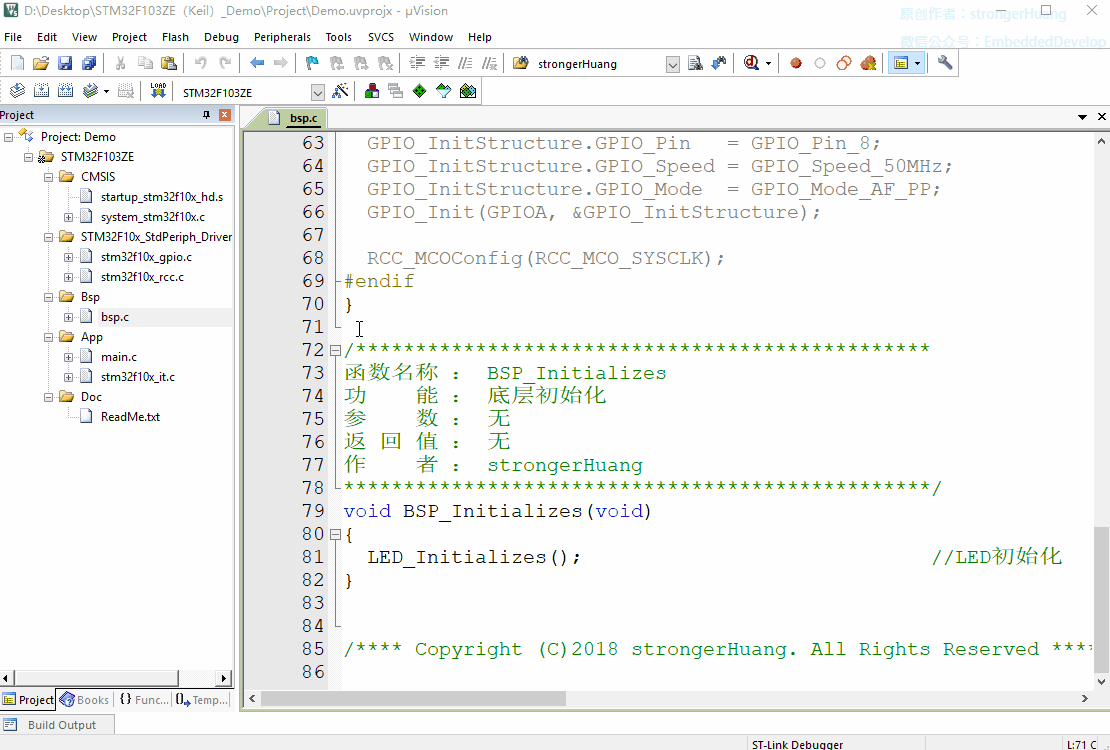 D:\Desktop\STM32F103ZE（Keil）_Demo\Project\Demo.uvprojx - µVision
原创作者：strongerHuang
微信公众号：EmbeddedDevelop
File Edit View Project Flash Debug Peripherals Tools SVCS Window Help
strongerHuang
LOAD STM32F103ZE
Project
bsp.c
Project: Demo
STM32F103ZE
CMSIS
startup_stm32f10x_hd.s
system_stm32f10x.c
STM32F10x_StdPeriph_Driver
stm32f10x_gpio.c
stm32f10x_rcc.c
Bsp
bsp.c
App
main.c
stm32f10x_it.c
Doc
ReadMe.txt
63 GPIO_InitStructure.GPIO_Pin = GPIO_Pin_8;
64 GPIO_InitStructure.GPIO_Speed = GPIO_Speed_50MHz;
65 GPIO_InitStructure.GPIO_Mode = GPIO_Mode_AF_PP;
66 GPIO_Init(GPIOA, &GPIO_InitStructure);
67
68 RCC_MCOConfig(RCC_MCO_SYSCLK);
69 #endif
70 }
71
72 /************************************************
73 函数名称 ： BSP_Initializes
74 功 能 ： 底层初始化
75 参 数 ： 无
76 返 回 值 ： 无
77 作 者 ： strongerHuang
78 *************************************************/
79 void BSP_Initializes(void)
80 {
81 LED_Initializes(); //LED初始化
82 }
83
84
85 /**** Copyright (C)2018 strongerHuang. All Rights Reserved ****
86
Project Books {} Func... Temp...
Build Output
ST-Link Debugger L:71 C